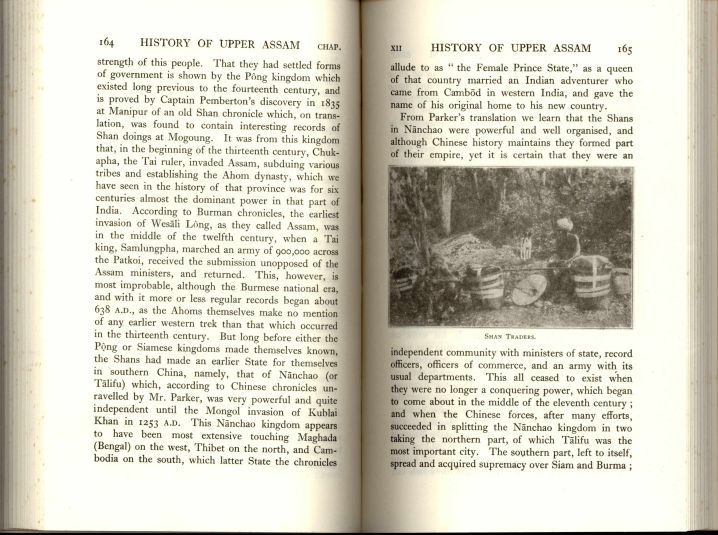 164 HISTORY OF UPPER ASSAM CHAP.
strength of this people. That they had settled forms
of government is shown by the Pông kingdom which
existed long previous to the fourteenth century, and
is proved by Captain Pemberton's discovery in 1835
at Manipur of an old Shan chronicle which, on trans-
lation, was found to contain interesting records of
Shan doings at Mogoung. It was from this kingdom
that, in the beginning of the thirteenth century, Chuk-
apha, the Tai ruler, invaded Assam, subduing various
tribes and establishing the Ahom dynasty, which we
have seen in the history of that province was for six
centuries almost the dominant power in that part of
India. According to Burman chronicles, the earliest
invasion of Wesāli Lông, as they called Assam, was
in the middle of the twelfth century, when a Tai
king, Samlungpha, marched an army of 900,000 across
the Patkoi, received the submission unopposed of the
Assam ministers, and returned. This, however, is
most improbable, although the Burmese national era,
and with it more or less regular records began about
638 A.D., as the Ahoms themselves make no mention
of any earlier western trek than that which occurred
in the thirteenth century. But long before either the
Pông or Siamese kingdoms made themselves known,
the Shans had made an earlier State for themselves
in southern China, namely, that of Nānchao (or
Tālifu) which, according to Chinese chronicles un-
ravelled by Mr. Parker, was very powerful and quite
independent until the Mongol invasion of Kublai
Khan in 1253 A.D. This Nānchao kingdom appears
to have been most extensive touching Maghada
(Bengal) on the west, Thibet on the north, and Cam-
bodia on the south, which latter State the chronicles
XII HISTORY OF UPPER ASSAM 165
allude to as “ the Female Prince State,” as a queen
of that country married an Indian adventurer who
came from Cambōd in western India, and gave the
name of his original home to his new country.
From Parker's translation we learn that the Shans
in Nānchao were powerful and well organised, and
although Chinese history maintains they formed part
of their empire, yet it is certain that they were an
SHAN TRADERS.
independent community with ministers of state, record
officers, officers of commerce, and an army with its
usual departments. This all ceased to exist when
they were no longer a conquering power, which began
to come about in the middle of the eleventh century ;
and when the Chinese forces, after many efforts,
succeeded in splitting the Nānchao kingdom in two
taking the northern part, of which Tālifu was the
most important city. The southern part, left to itself,
spread and acquired supremacy over Siam and Burma ;